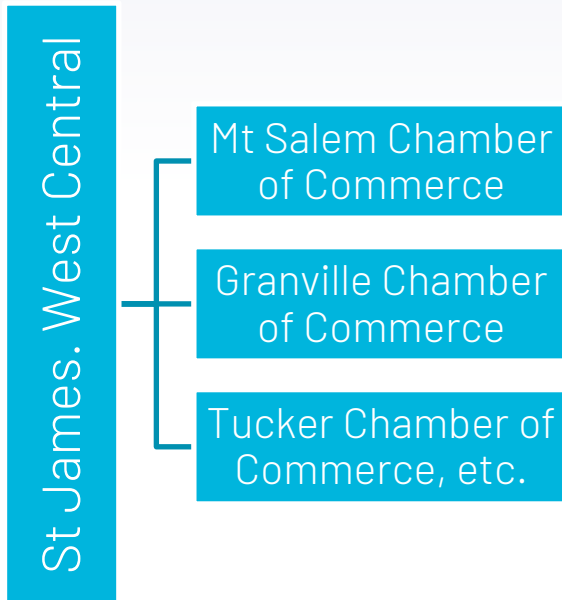 St James. West Central
Mt Salem Chamber
of Commerce
Granville Chamber
of Commerce
Tucker Chamber of
Commerce, etc.